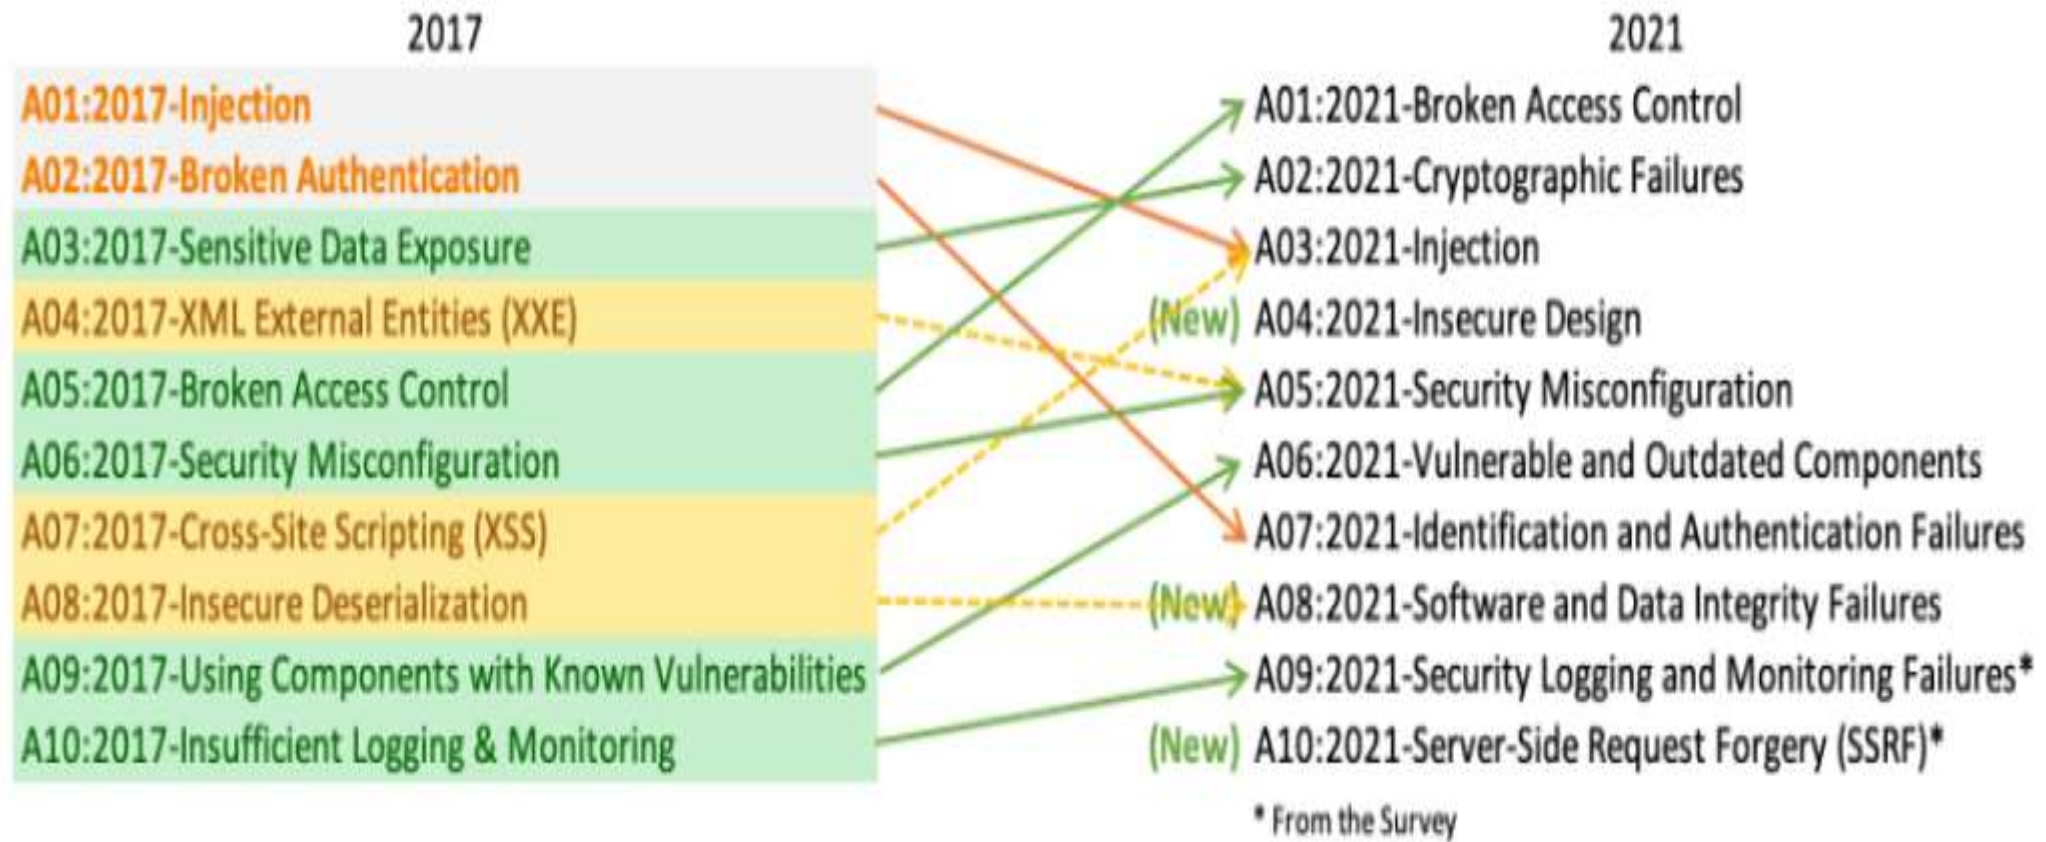 2017
A01:2017-Injection
A02:2017-Broken Authentication
A03:2017-Sensitive Data Exposure
A04:2017-XML External Entities (XXE)
A05:2017-Broken Access Control
A06:2017-Security Misconfiguration
A07:2017-Cross-Site Scripting (XSS)
A08:2017-Insecure Deserialization
A09:2017-Using Components with Known Vulnerabilities
A10:2017-Insufficient Logging & Monitoring
2021
A01:2021-Broken Access Control
A02:2021-Cryptographic Failures
A03:2021-Injection
(New) A04:2021-Insecure Design
A05:2021-Security Misconfiguration
A06:2021-Vulnerable and Outdated Components
A07:2021-Identification and Authentication Failures
(New) A08:2021-Software and Data Integrity Failures
A09:2021-Security Logging and Monitoring Failures*
(New) A10:2021-Server-Side Request Forgery (SSRF)*
* From the Survey